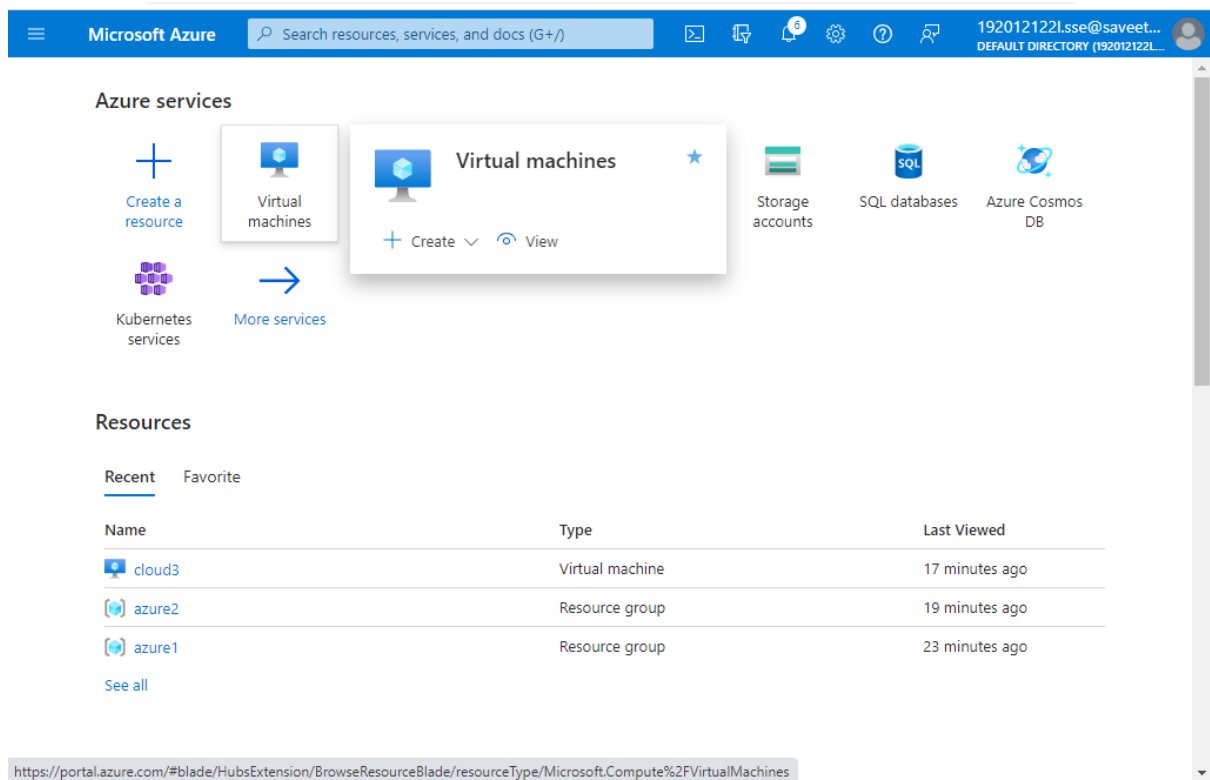 Microsoft Azure
Search resources, services, and docs (G+/)
6
192012122l.sse@saveet...
DEFAULT DIRECTORY (192012122L...
Azure services
Create a
resource
Virtual
machines
Virtual machines
Create
View
Storage
accounts
SQL
SQL databases
Azure Cosmos
DB
Kubernetes
services
More services
Resources
Recent Favorite
Name Type Last Viewed
cloud3 Virtual machine 17 minutes ago
azure2 Resource group 19 minutes ago
azure1 Resource group 23 minutes ago
See all
https://portal.azure.com/#blade/HubsExtension/BrowseResourceBlade/resourceType/Microsoft.Compute%2FVirtualMachines